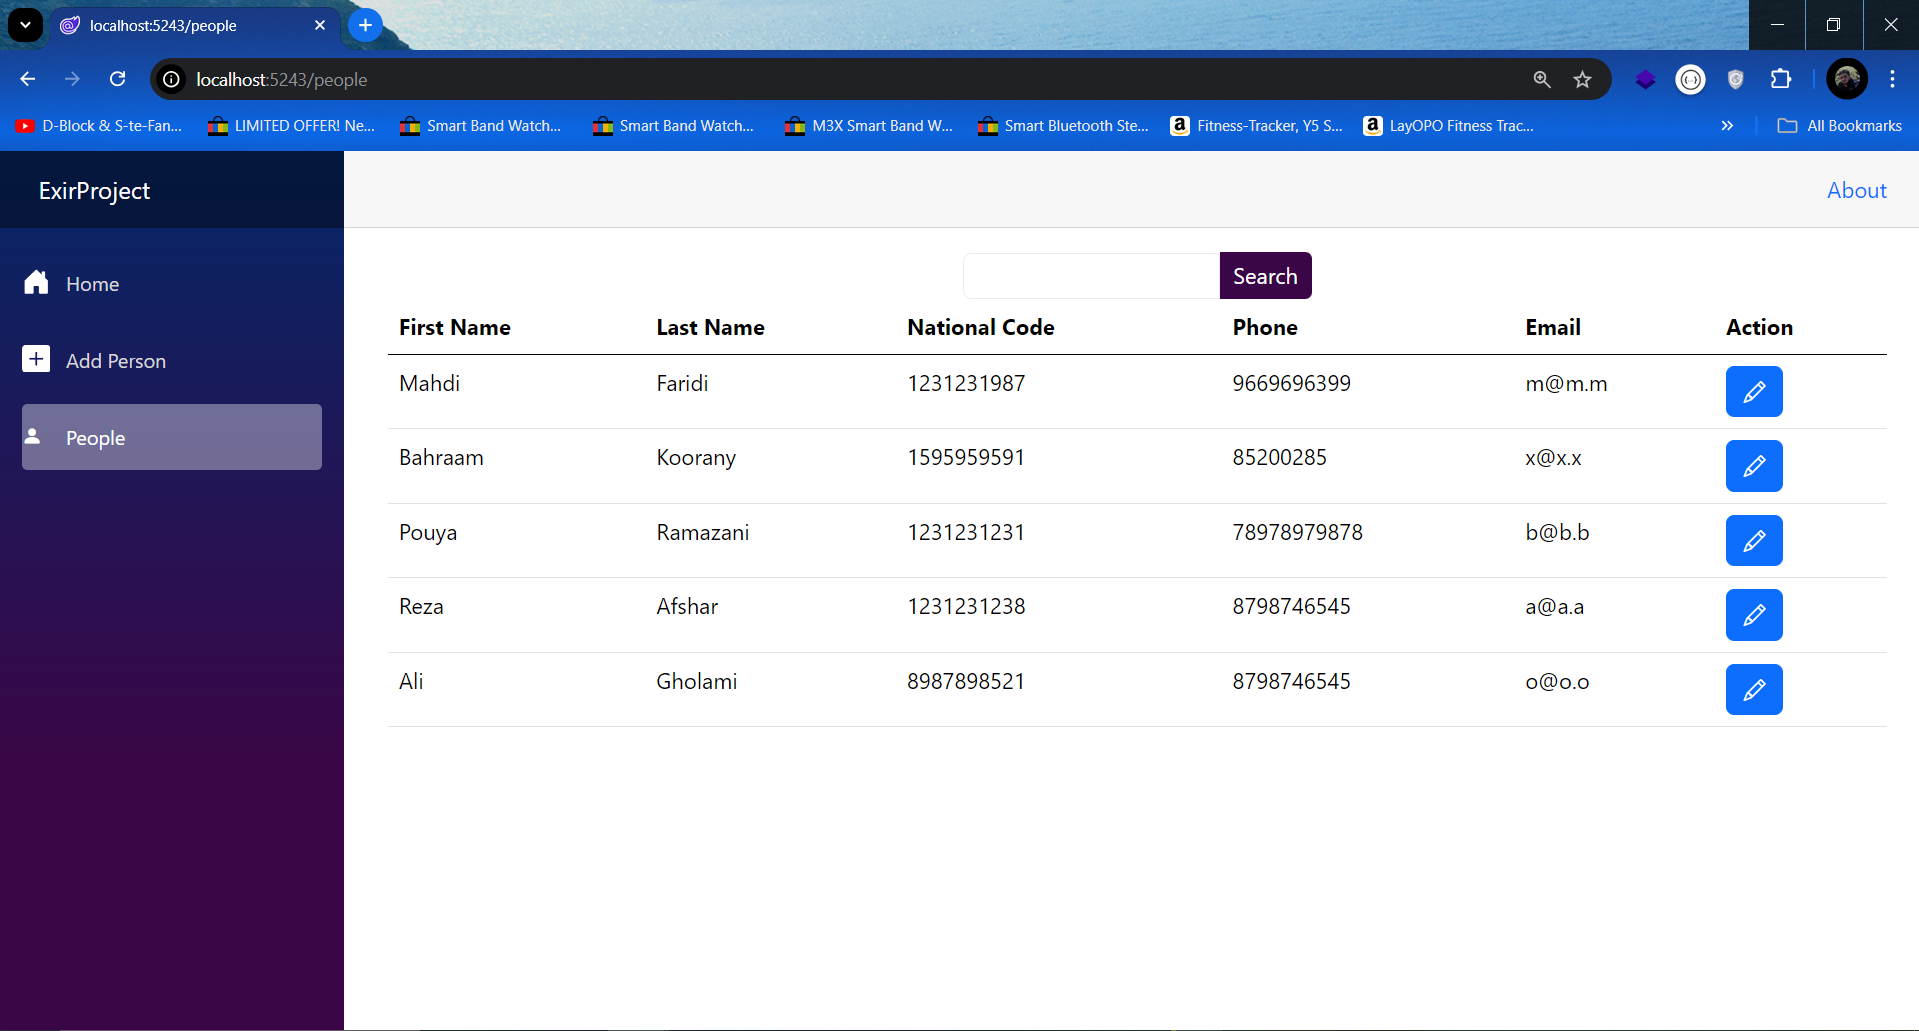 localhost:5243/people
localhost:5243/people
D-Block & S-te-Fan... LIMITED OFFER! Ne... Smart Band Watch... Smart Band Watch... M3X Smart Band W... Smart Bluetooth Ste... Fitness-Tracker, Y5 S... LayOPO Fitness Trac... All Bookmarks
ExirProject
About
Home
Add Person
People
Search
First Name Last Name National Code Phone Email Action
Mahdi Faridi 1231231987 9669696399 m@m.m
Bahraam Koorany 1595959591 85200285 x@x.x
Pouya Ramazani 1231231231 78978979878 b@b.b
Reza Afshar 1231231238 8798746545 a@a.a
Ali Gholami 8987898521 8798746545 o@o.o